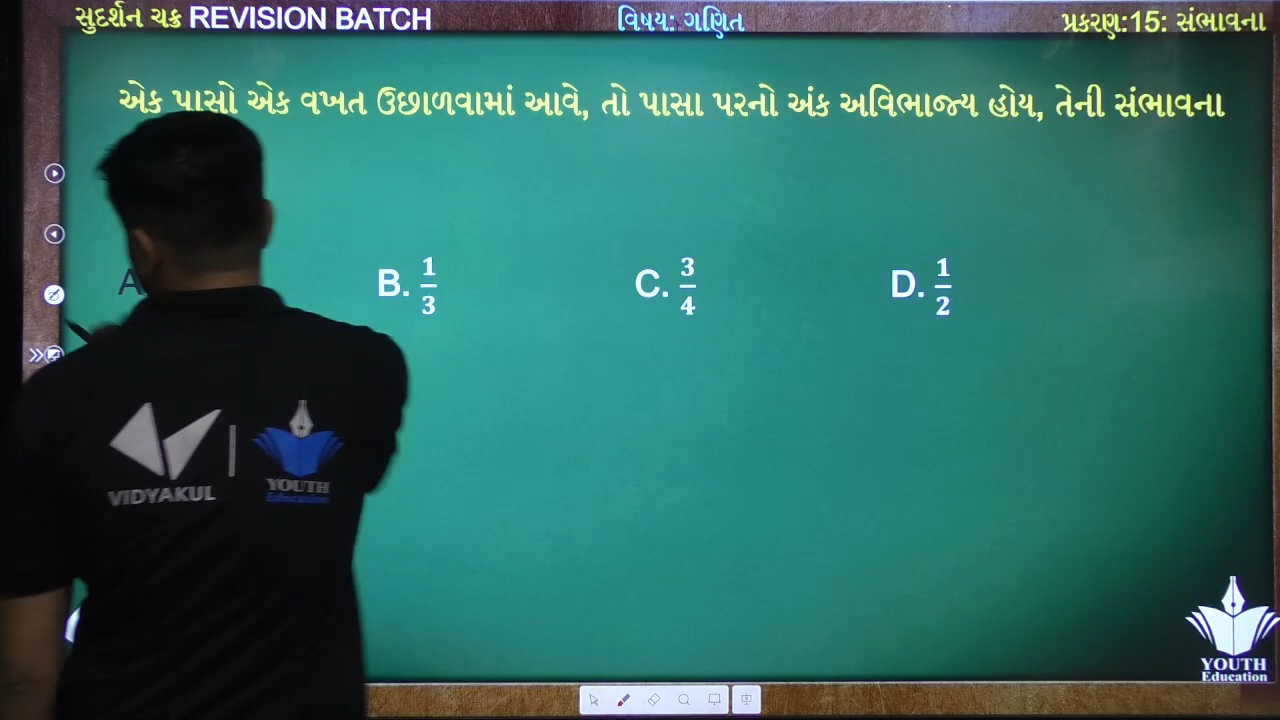 સુદર્શન ચક્ર REVISION BATCH
વિષય: ગણિત
પ્રકરણ:15: સંભાવના
એક પાસો એક વખત ઉછાળવામાં આવે, તો પાસા પરનો અંક અવિભાજ્ય હોય, તેની સંભાવના
A
B. 1/3
C. 3/4
D. 1/2
VIDYAKUL
YOUTH
Education
YOUTH
Education